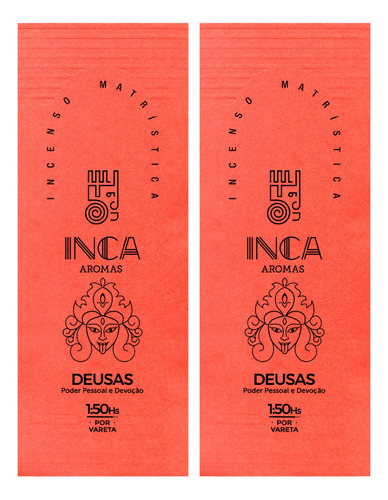 INCENSO MATRÍSTICA
INCA
AROMAS
DEUSAS
Poder Pessoal e Devoção
1:50Hs
· POR ·
VARETA
INCENSO MATRÍSTICA
INCA
AROMAS
DEUSAS
Poder Pessoal e Devoção
1:50Hs
· POR ·
VARETA